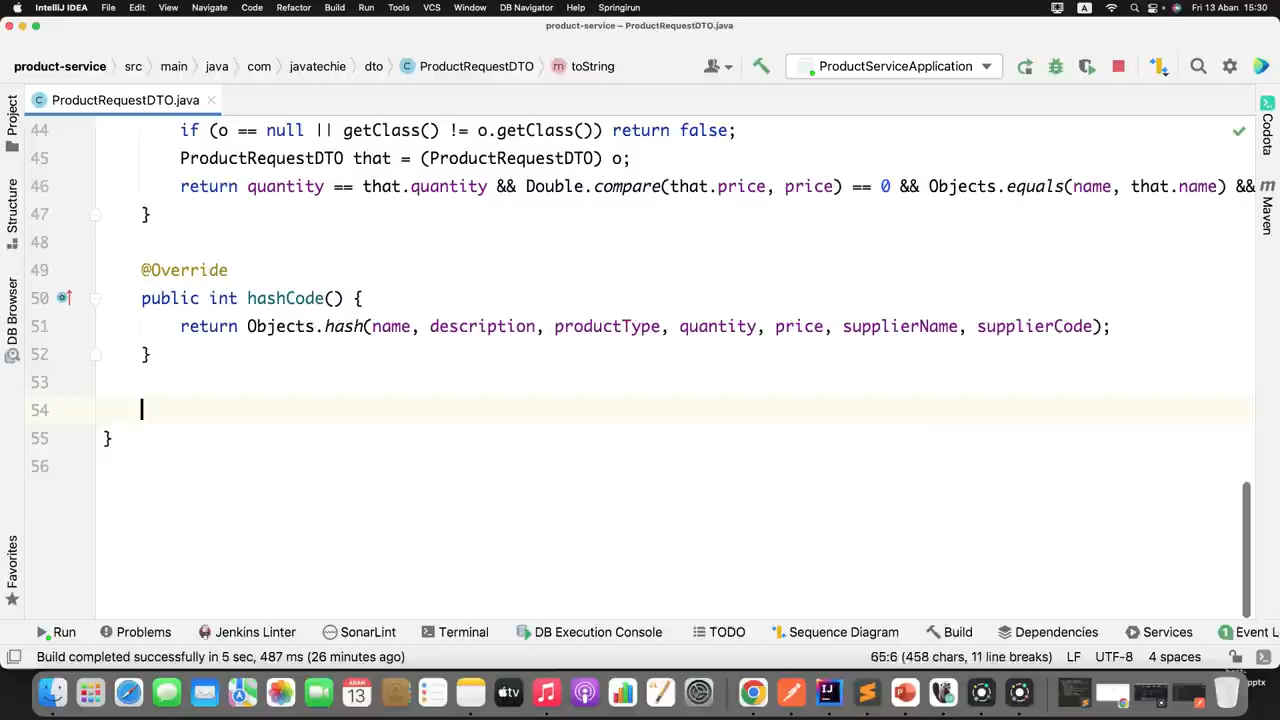 IntelliJ IDEA File Edit View Navigate Code Refactor Build Run Tools VCS Window DB Navigator Help Springirun A Fri 13 Aban. 15:30
product-service – ProductRequestDTO.java
product-service src main java com javatechie dto C ProductRequestDTO m toString ProductServiceApplication
Project
Structure
DB Browser
Favorites
C ProductRequestDTO.java
44 if (o == null || getClass() != o.getClass()) return false;
45 ProductRequestDTO that = (ProductRequestDTO) o;
46 return quantity == that.quantity && Double.compare(that.price, price) == 0 && Objects.equals(name, that.name) &&
47 }
48
49 @Override
50 public int hashCode() {
51 return Objects.hash(name, description, productType, quantity, price, supplierName, supplierCode);
52 }
53
54
55 }
56
Codota
m Maven
Run Problems Jenkins Linter SonarLint Terminal DB Execution Console TODO Sequence Diagram Build Dependencies Services 1 Event L
Build completed successfully in 5 sec, 487 ms (26 minutes ago) 65:6 (458 chars, 11 line breaks) LF UTF-8 4 spaces
13
tv
IJ
pptx